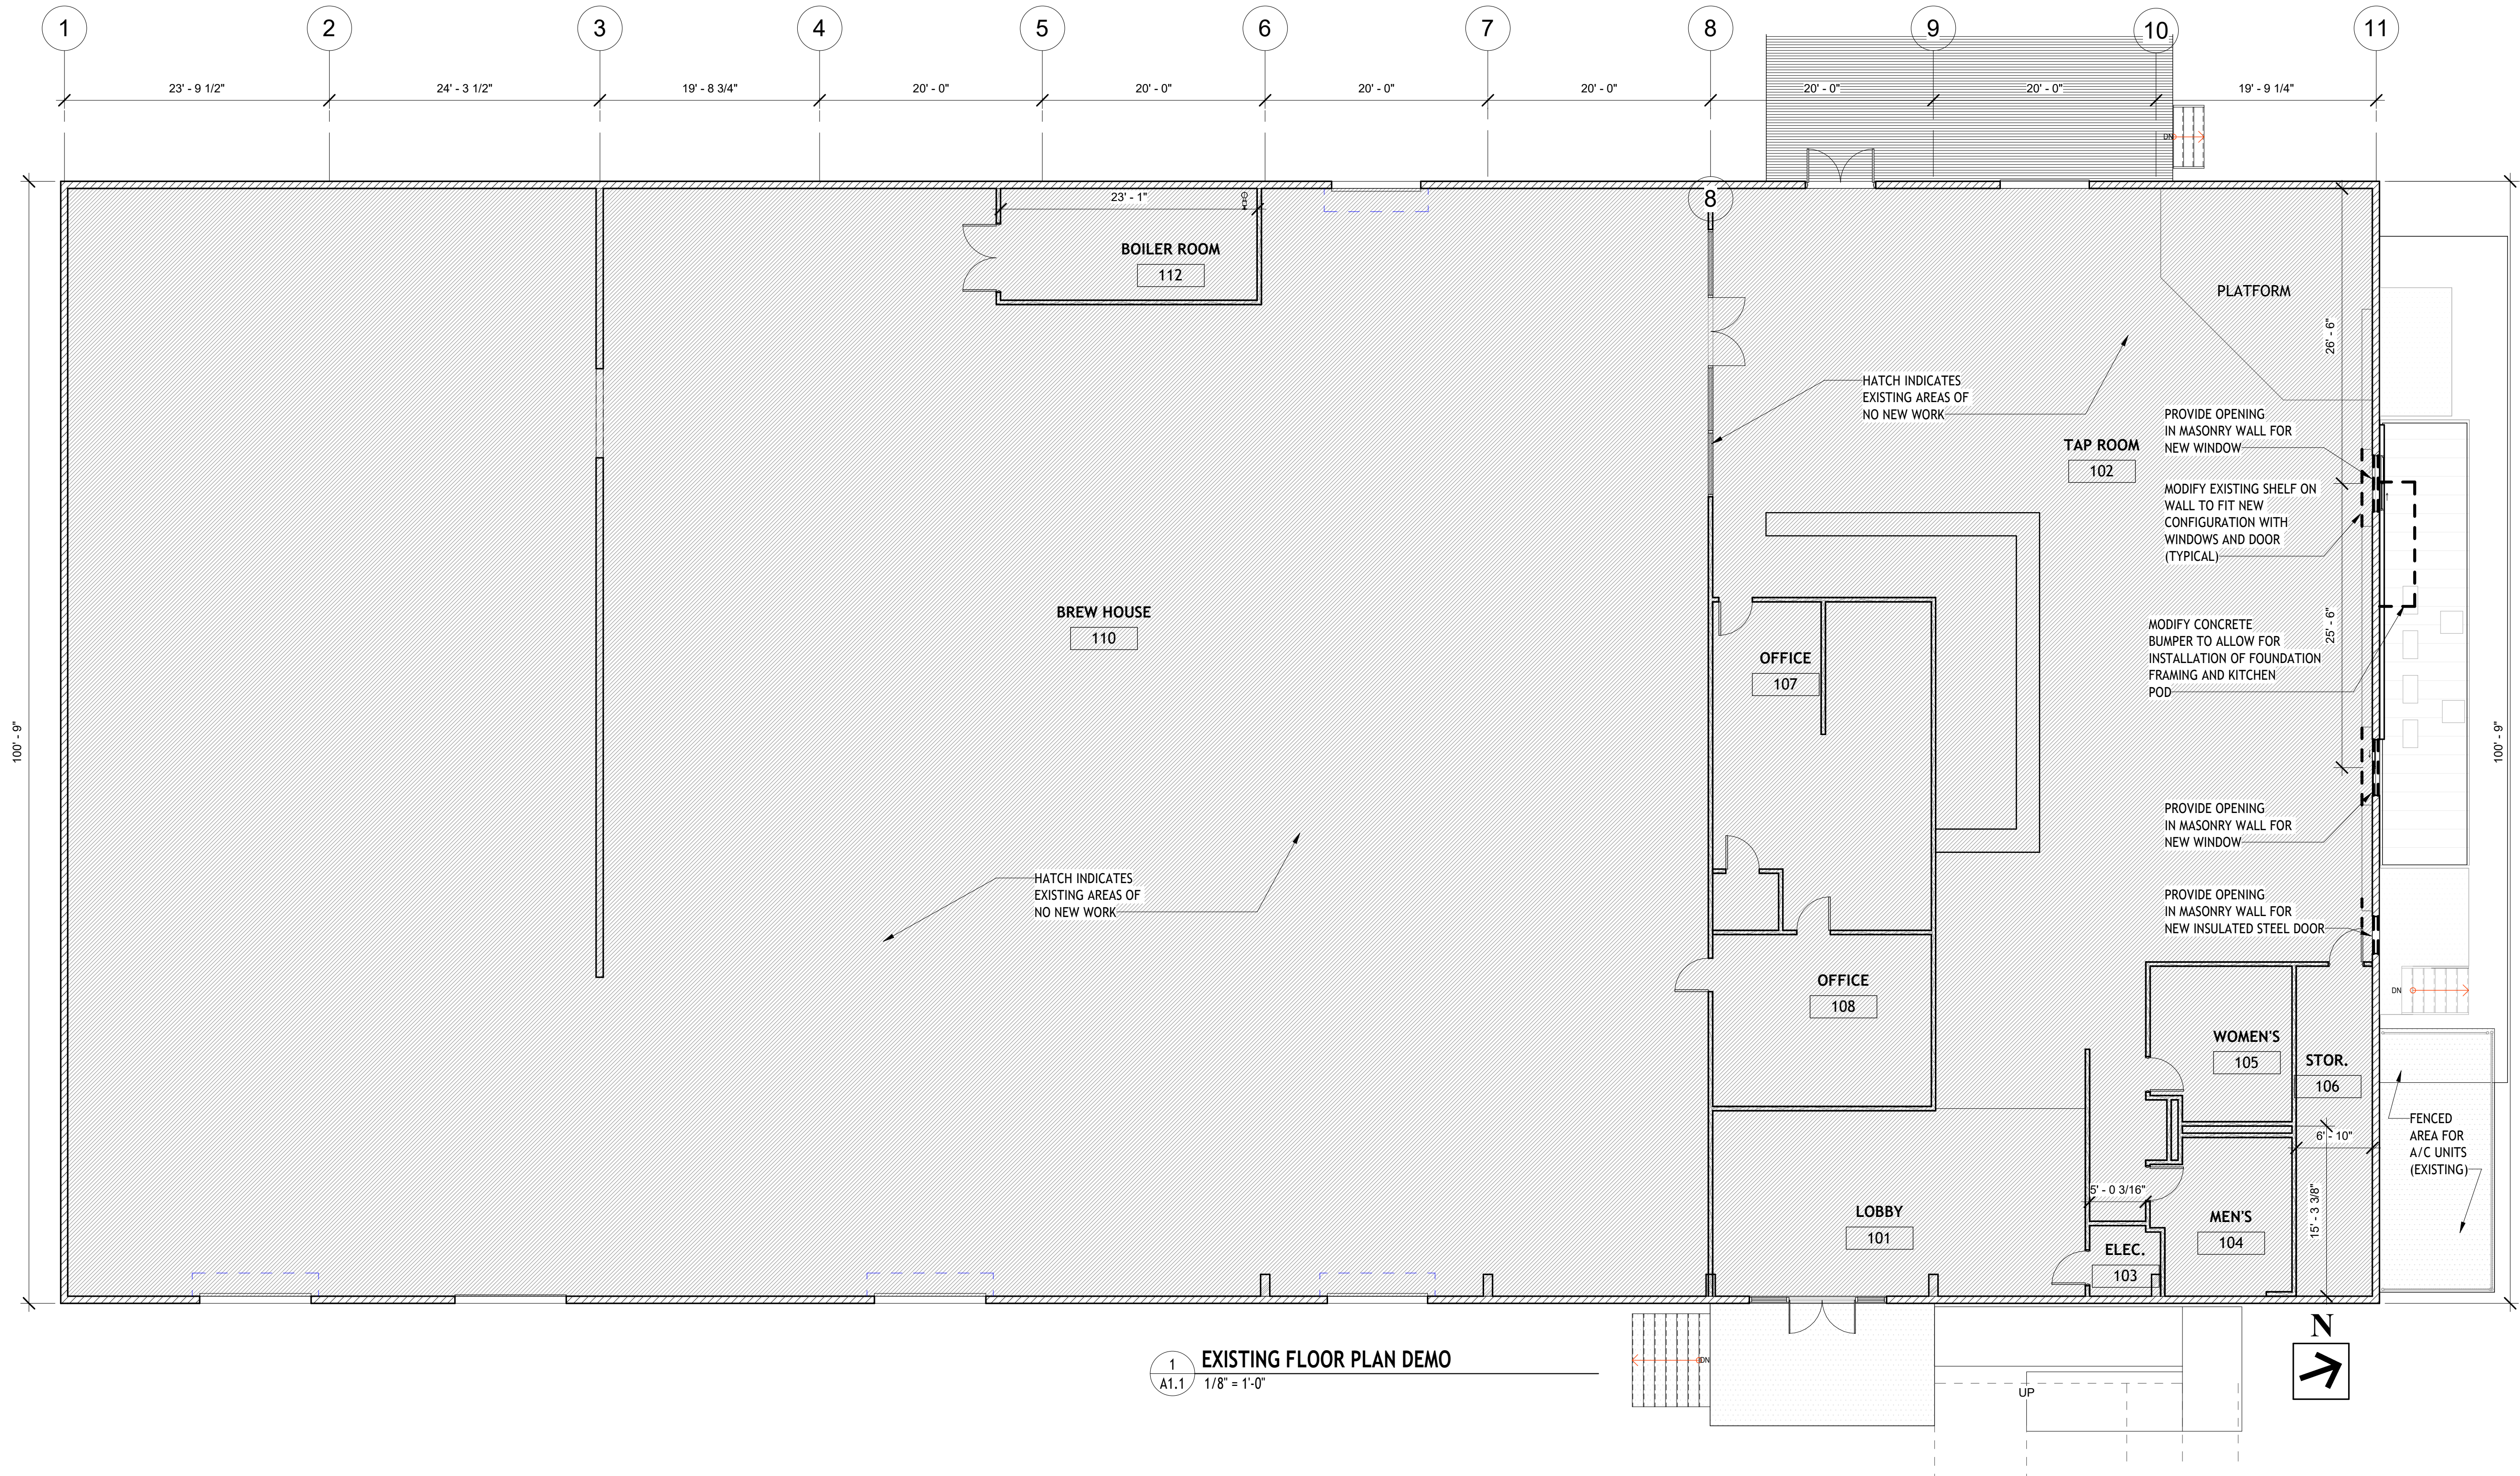 1 2 3 4 5 6 7 8 9 10 11
23' - 9 1/2" 24' - 3 1/2" 19' - 8 3/4" 20' - 0" 20' - 0" 20' - 0" 20' - 0" 20' - 0" 20' - 0" 19' - 9 1/4"
DN
8
23' - 1"
BOILER ROOM
112
PLATFORM
26' - 6"
HATCH INDICATES
EXISTING AREAS OF
NO NEW WORK
PROVIDE OPENING
IN MASONRY WALL FOR
NEW WINDOW
TAP ROOM
102
MODIFY EXISTING SHELF ON
WALL TO FIT NEW
CONFIGURATION WITH
WINDOWS AND DOOR
(TYPICAL)
BREW HOUSE
110
25' - 6"
MODIFY CONCRETE
BUMPER TO ALLOW FOR
INSTALLATION OF FOUNDATION
FRAMING AND KITCHEN
POD
OFFICE
107
100' - 9"
100' - 9"
PROVIDE OPENING
IN MASONRY WALL FOR
NEW WINDOW
HATCH INDICATES
EXISTING AREAS OF
NO NEW WORK
PROVIDE OPENING
IN MASONRY WALL FOR
NEW INSULATED STEEL DOOR
OFFICE
108
DN
WOMEN'S
105
STOR.
106
FENCED
AREA FOR
A/C UNITS
(EXISTING)
6' - 10"
5' - 0 3/16"
15' - 3 3/8"
LOBBY
101
MEN'S
104
ELEC.
103
N
DN
1
A1.1
EXISTING FLOOR PLAN DEMO
1/8" = 1'-0"
UP